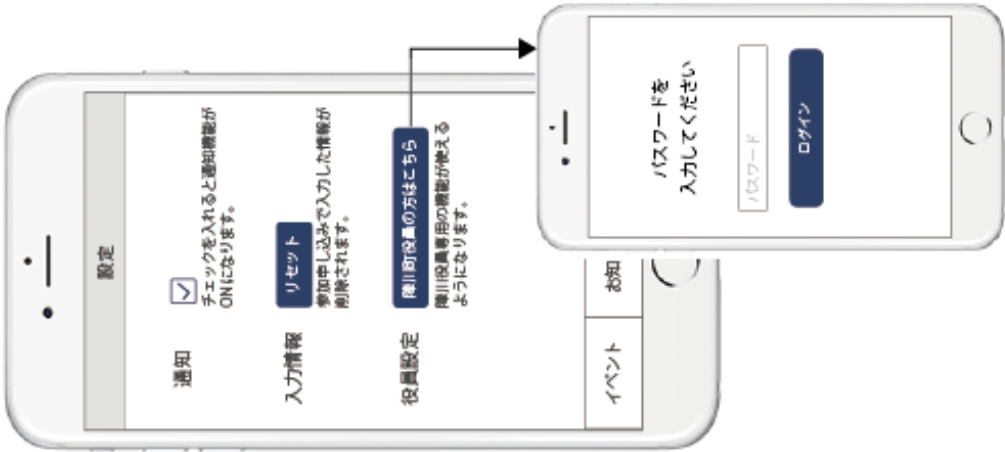 設定
通知
チェックを入れると通知機能が
ONになります。
入力情報
リセット
参加申し込みで入力した情報が
削除されます。
役員設定
陣川町役員の方はこちら
陣川役員専用の機能が使える
ようになります。
イベント
お知
パスワードを
入力してください
パスワード
ログイン